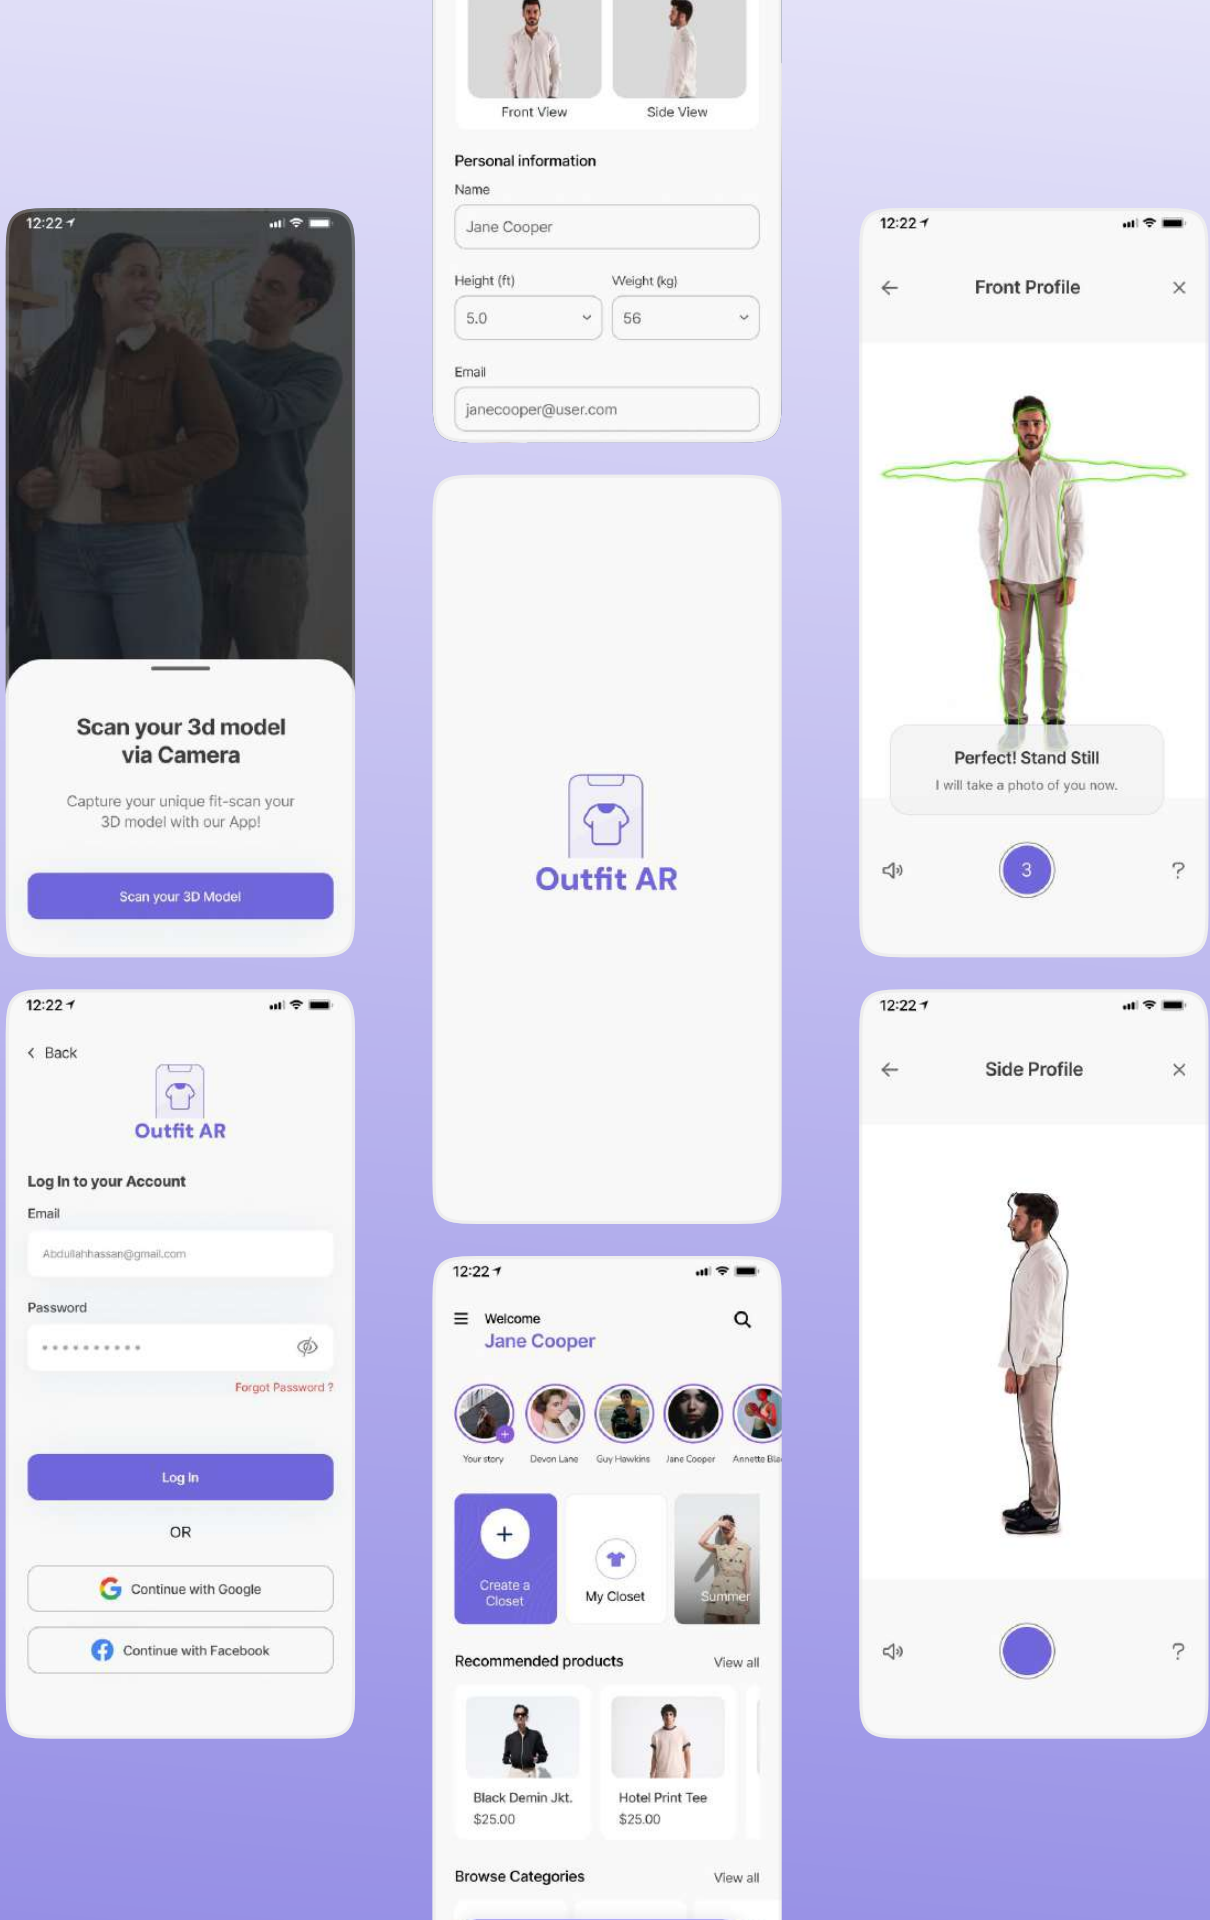 12:22
Scan your 3d model
via Camera
Capture your unique fit-scan your
3D model with our App!
Scan your 3D Model
12:22
Back
Outfit AR
Log In to your Account
Email
Abdullahhassan@gmail.com
Password
Forgot Password ?
Log In
OR
Continue with Google
Continue with Facebook
Front View
Side View
Personal information
Name
Jane Cooper
Height (ft)
Weight (kg)
5.0
56
Email
janecooper@user.com
Outfit AR
12:22
Welcome
Jane Cooper
Your story
Devon Lane
Guy Hawkins
Jane Cooper
Annette Bla
Create a
Closet
My Closet
Summer
Recommended products
View all
Black Demin Jkt.
$25.00
Hotel Print Tee
$25.00
Browse Categories
View all
12:22
Front Profile
Perfect! Stand Still
I will take a photo of you now.
3
?
12:22
Side Profile
?